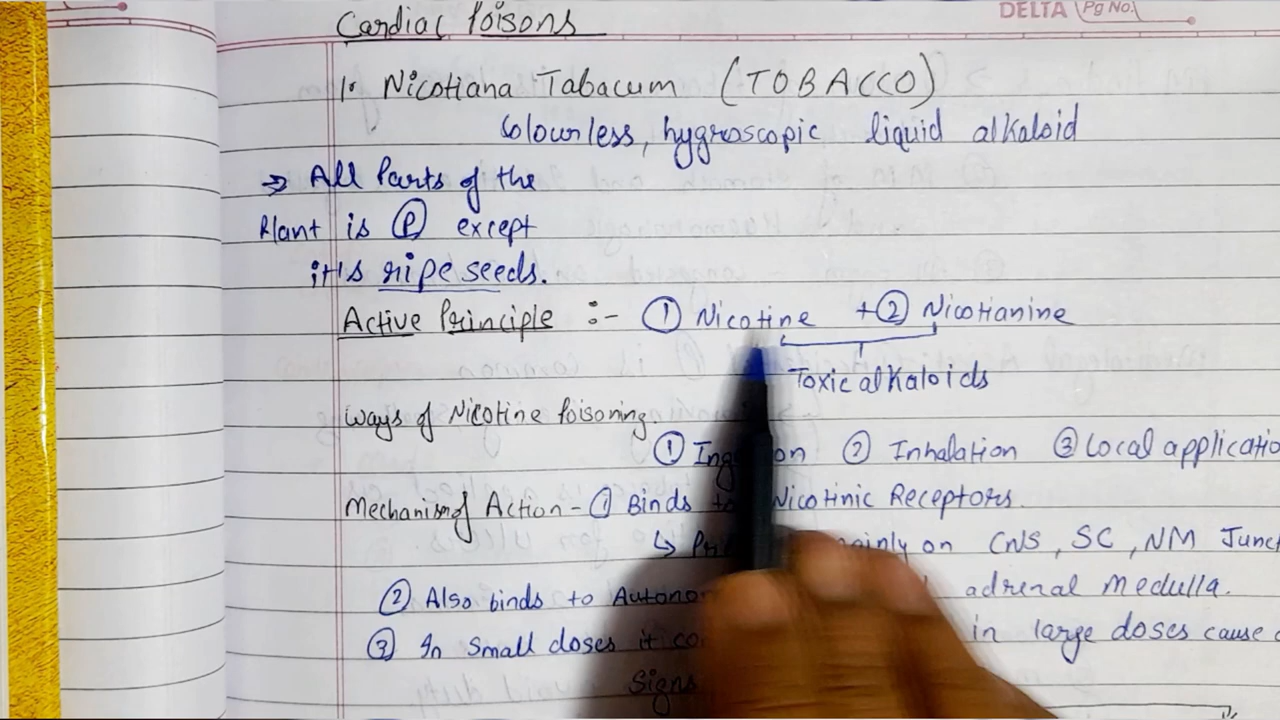 DELTA Pg No.
Cardiac Poisons
1. Nicotiana Tabacum (TOBACCO)
Colourless, hygroscopic liquid alkaloid
⇒ All Parts of the
Plant is Ⓟ except
it's ripe seeds.
Active Principle :- ① Nicotine + ② Nicotianine
Toxic alkaloids
Ways of Nicotine Poisoning.
① Ing on ② Inhalation ③ Local applicatio
Mechanism of Action - ① Binds to Nicotinic Receptors.
↳ on CNS, SC, NM Junct
② Also binds to adrenal Medulla.
③ In Small doses it in large doses cause
Signs